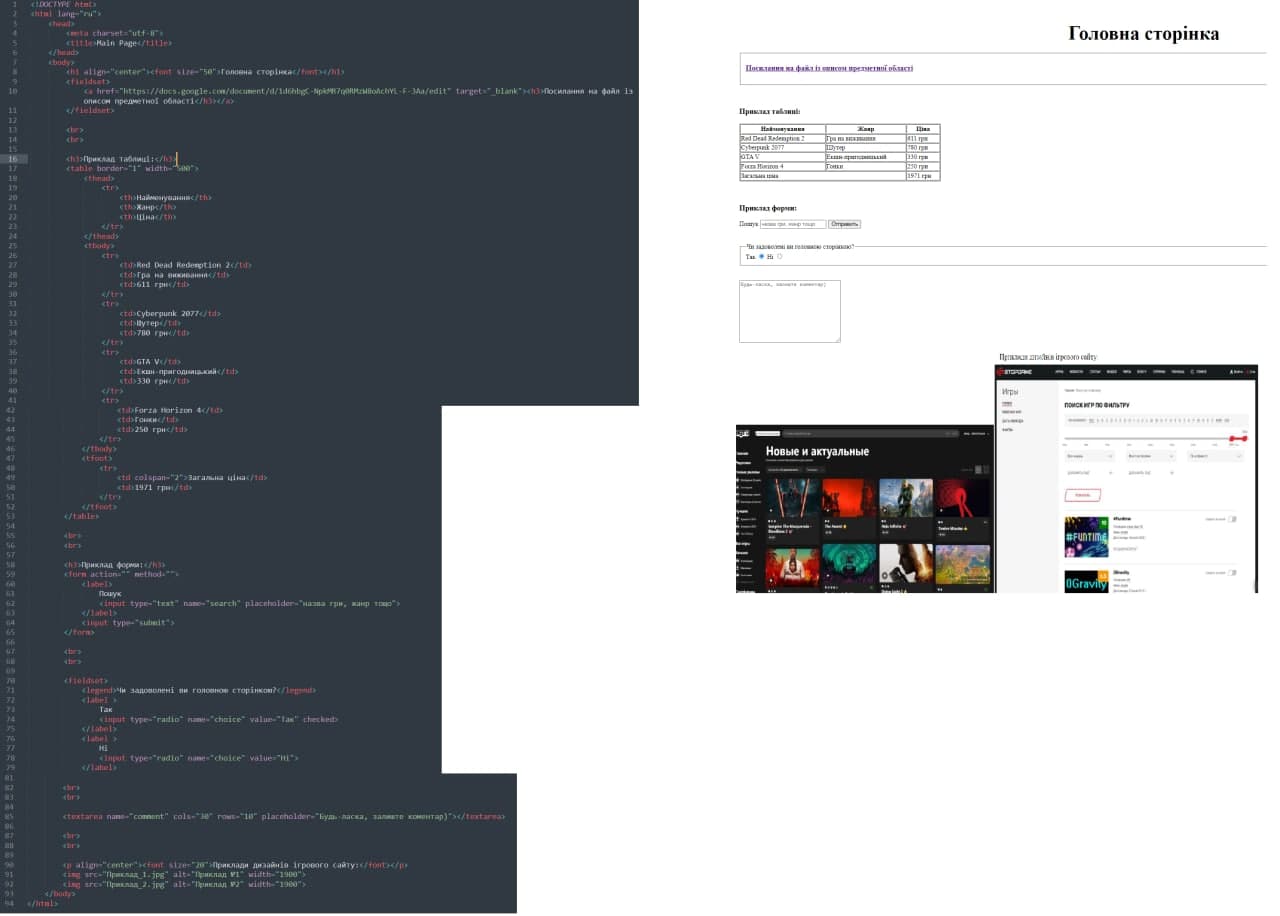 1 <!DOCTYPE html>
2 <html lang="ru">
3 <head>
4 <meta charset="utf-8">
5 <title>Main Page</title>
6 </head>
7 <body>
8 <h1 align="center"><font size="50">Головна сторінка</font></h1>
9 <fieldset>
10 <a href="https://docs.google.com/document/d/1d6hbgC-NpkMR7q0RMzW8oAchYL-F-3Aa/edit" target="_blank"><h3>Посилання на файл із
описом предметної області</h3></a>
11 </fieldset>
12
13 <br>
14 <br>
15
16 <h3>Приклад таблиці:</h3>
17 <table border="1" width="500">
18 <thead>
19 <tr>
20 <th>Найменування</th>
21 <th>Жанр</th>
22 <th>Ціна</th>
23 </tr>
24 </thead>
25 <tbody>
26 <tr>
27 <td>Red Dead Redemption 2</td>
28 <td>Гра на виживання</td>
29 <td>611 грн</td>
30 </tr>
31 <tr>
32 <td>Cyberpunk 2077</td>
33 <td>Шутер</td>
34 <td>780 грн</td>
35 </tr>
36 <tr>
37 <td>GTA V</td>
38 <td>Екшн-пригодницький</td>
39 <td>330 грн</td>
40 </tr>
41 <tr>
42 <td>Forza Horizon 4</td>
43 <td>Гонки</td>
44 <td>250 грн</td>
45 </tr>
46 </tbody>
47 <tfoot>
48 <tr>
49 <td colspan="2">Загальна ціна</td>
50 <td>1971 грн</td>
51 </tr>
52 </tfoot>
53 </table>
54
55 <br>
56 <br>
57
58 <h3>Приклад форми:</h3>
59 <form action="" method="">
60 <label>
61 Пошук
62 <input type="text" name="search" placeholder="назва гри, жанр тощо">
63 </label>
64 <input type="submit">
65 </form>
66
67 <br>
68 <br>
69
70 <fieldset>
71 <legend>Чи задоволені ви головною сторінкою?</legend>
72 <label >
73 Так
74 <input type="radio" name="choice" value="Так" checked>
75 </label>
76 <label >
77 Ні
78 <input type="radio" name="choice" value="Ні">
79 </label>
81
82 <br>
83 <br>
84
85 <textarea name="comment" cols="30" rows="10" placeholder="Будь-ласка, залиште коментар)"></textarea>
86
87 <br>
88 <br>
89
90 <p align="center"><font size="20">Приклади дизайнів ігрового сайту:</font></p>
91 <img src="Приклад_1.jpg" alt="Приклад №1" width="1900">
92 <img src="Приклад_2.jpg" alt="Приклад №2" width="1900">
93 </body>
94 </html>
Головна сторінка
Посилання на файл із описом предметної області
Приклад таблиці:
Найменування Жанр Ціна
Red Dead Redemption 2 Гра на виживання 611 грн
Cyberpunk 2077 Шутер 780 грн
GTA V Екшн-пригодницький 330 грн
Forza Horizon 4 Гонки 250 грн
Загальна ціна 1971 грн
Приклад форми:
Пошук назва гри, жанр тощо Отправить
Чи задоволені ви головною сторінкою?
Так Ні
Будь-ласка, залиште коментар)
Приклади дизайнів ігрового сайту:
Новые и актуальные
STOPGAME
Игры
ПОИСК ИГР ПО ФИЛЬТРУ
#Funtime
#FUNTIME
0Gravity
0Gravity